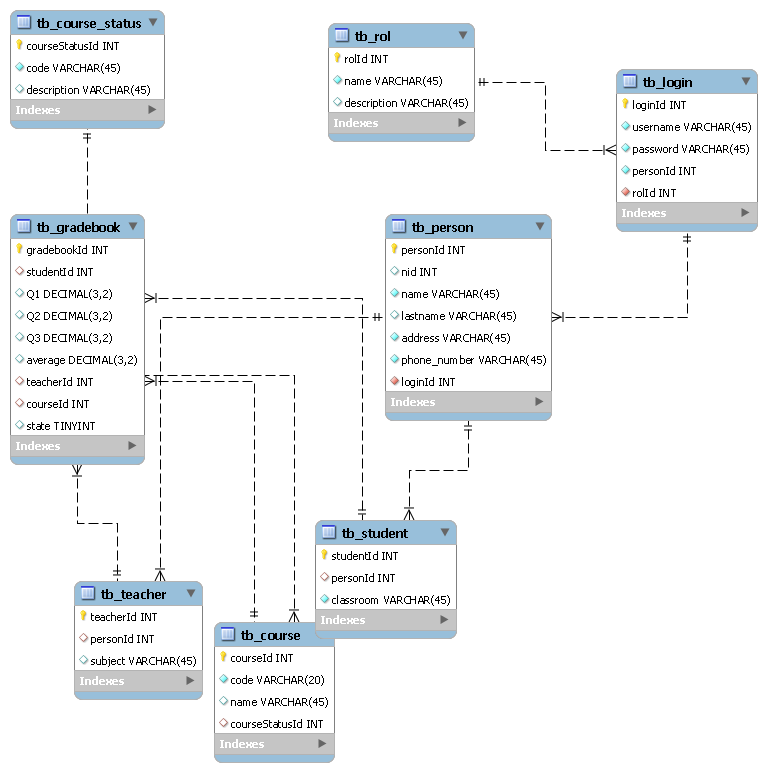 tb_course_status
courseStatusId INT
code VARCHAR(45)
description VARCHAR(45)
Indexes
tb_rol
rolId INT
name VARCHAR(45)
description VARCHAR(45)
Indexes
tb_login
loginId INT
username VARCHAR(45)
password VARCHAR(45)
personId INT
rolId INT
Indexes
tb_gradebook
gradebookId INT
studentId INT
Q1 DECIMAL(3,2)
Q2 DECIMAL(3,2)
Q3 DECIMAL(3,2)
average DECIMAL(3,2)
teacherId INT
courseId INT
state TINYINT
Indexes
tb_person
personId INT
nid INT
name VARCHAR(45)
lastname VARCHAR(45)
address VARCHAR(45)
phone_number VARCHAR(45)
loginId INT
Indexes
tb_student
studentId INT
personId INT
classroom VARCHAR(45)
Indexes
tb_teacher
teacherId INT
personId INT
subject VARCHAR(45)
Indexes
tb_course
courseId INT
code VARCHAR(20)
name VARCHAR(45)
courseStatusId INT
Indexes